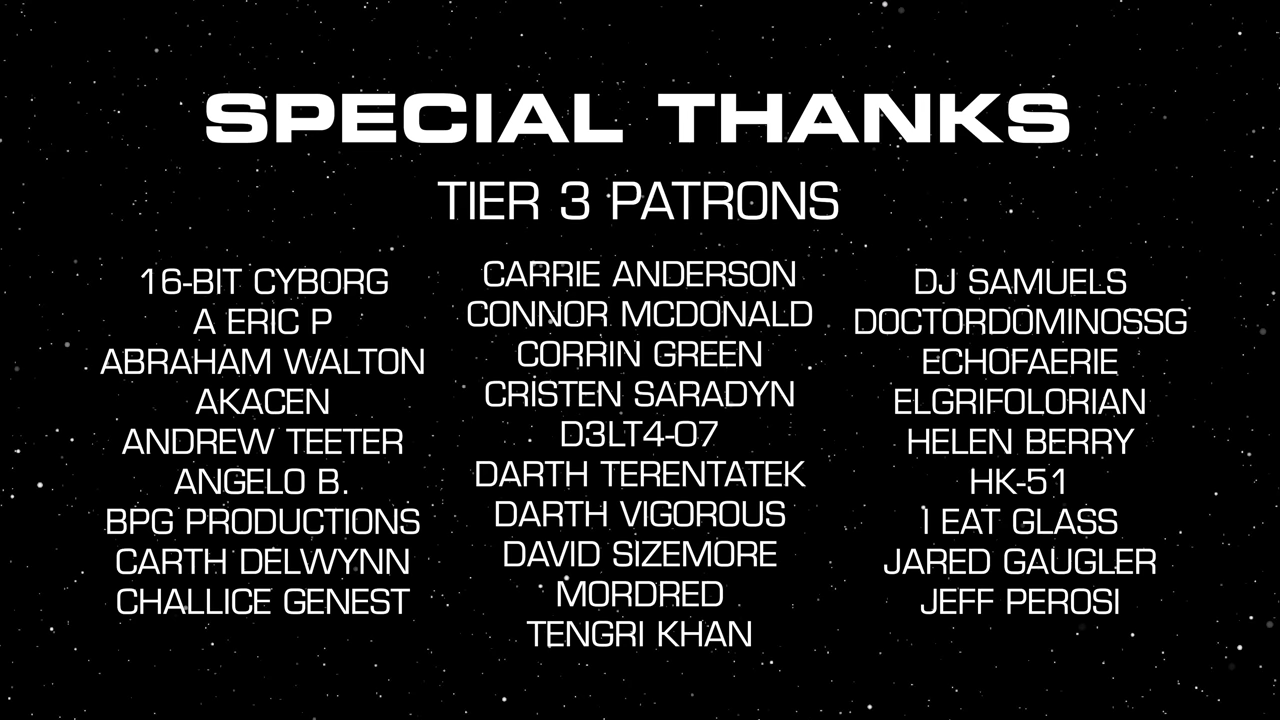 SPECIAL THANKS
TIER 3 PATRONS
16-BIT CYBORG
A ERIC P
ABRAHAM WALTON
AKACEN
ANDREW TEETER
ANGELO B.
BPG PRODUCTIONS
CARTH DELWYNN
CHALLICE GENEST
CARRIE ANDERSON
CONNOR MCDONALD
CORRIN GREEN
CRISTEN SARADYN
D3LT4-07
DARTH TERENTATEK
DARTH VIGOROUS
DAVID SIZEMORE
MORDRED
TENGRI KHAN
DJ SAMUELS
DOCTORDOMINOSSG
ECHOFAERIE
ELGRIFOLORIAN
HELEN BERRY
HK-51
I EAT GLASS
JARED GAUGLER
JEFF PEROSI